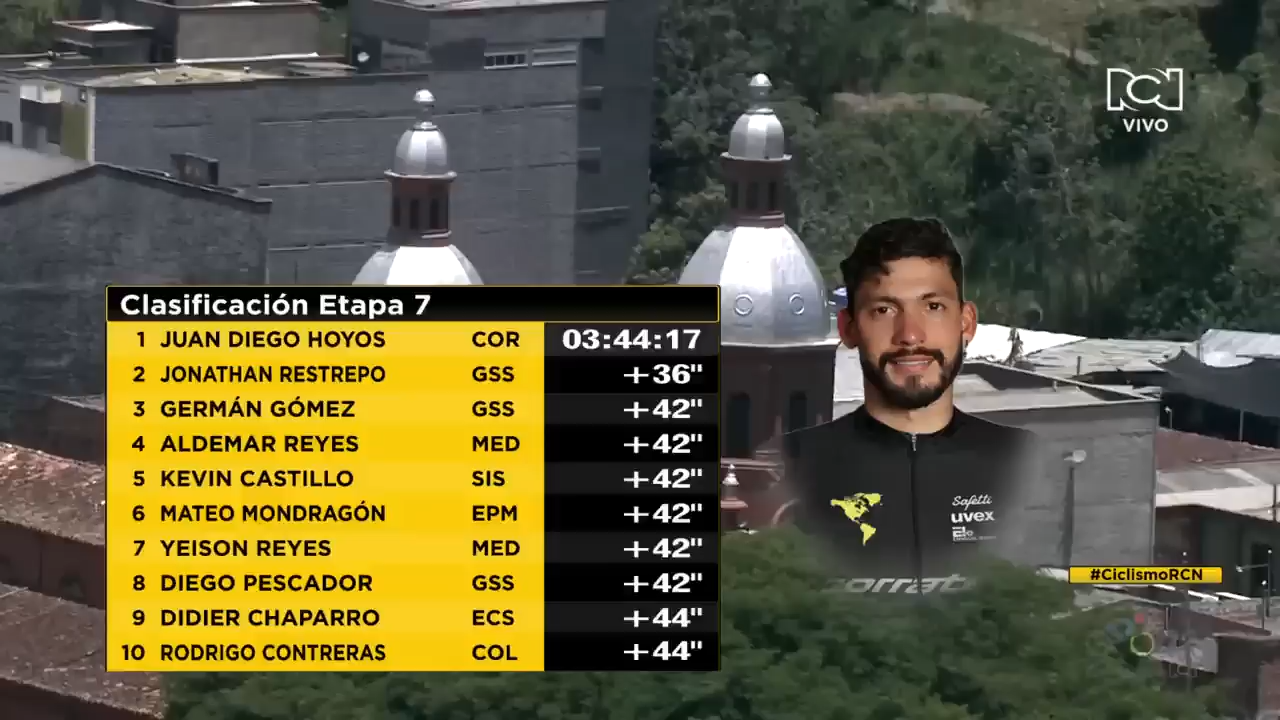 RCN
VIVO
Clasificación Etapa 7
1 JUAN DIEGO HOYOS COR 03:44:17
2 JONATHAN RESTREPO GSS +36"
3 GERMÁN GÓMEZ GSS +42"
4 ALDEMAR REYES MED +42"
5 KEVIN CASTILLO SIS +42"
6 MATEO MONDRAGÓN EPM +42"
7 YEISON REYES MED +42"
8 DIEGO PESCADOR GSS +42"
9 DIDIER CHAPARRO ECS +44"
10 RODRIGO CONTRERAS COL +44"
Safetti
uvex
#CiclismoRCN